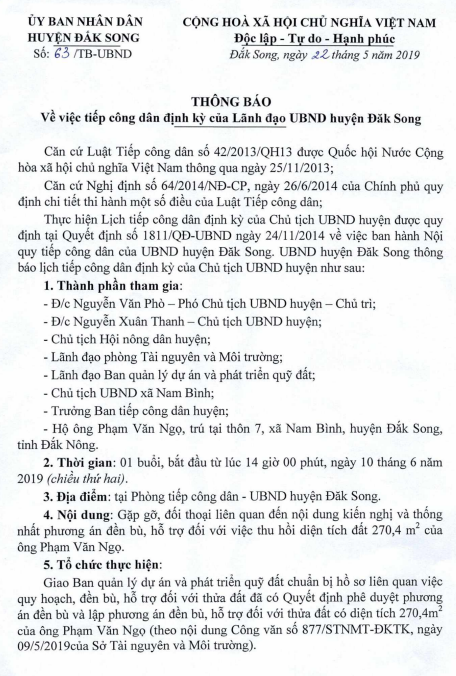 ỦY BAN NHÂN DÂN
HUYỆN ĐẮK SONG
Số: 63 /TB-UBND
CỘNG HOÀ XÃ HỘI CHỦ NGHĨA VIỆT NAM
Độc lập - Tự do - Hạnh phúc
Đắk Song, ngày 22 tháng 5 năm 2019
THÔNG BÁO
Về việc tiếp công dân định kỳ của Lãnh đạo UBND huyện Đăk Song
Căn cứ Luật Tiếp công dân số 42/2013/QH13 được Quốc hội Nước Cộng
hòa xã hội chủ nghĩa Việt Nam thông qua ngày 25/11/2013;
Căn cứ Nghị định số 64/2014/NĐ-CP, ngày 26/6/2014 của Chính phủ quy
định chi tiết thi hành một số điều của Luật Tiếp công dân;
Thực hiện Lịch tiếp công dân định kỳ của Chủ tịch UBND huyện được quy
định tại Quyết định số 1811/QĐ-UBND ngày 24/11/2014 về việc ban hành Nội
quy tiếp công dân của UBND huyện Đăk Song. UBND huyện Đăk Song thông
báo lịch tiếp công dân định kỳ của Chủ tịch UBND huyện như sau:
1. Thành phần tham gia:
- Đ/c Nguyễn Văn Phò – Phó Chủ tịch UBND huyện – Chủ trì;
- Đ/c Nguyễn Xuân Thanh – Chủ tịch UBND huyện;
- Chủ tịch Hội nông dân huyện;
- Lãnh đạo phòng Tài nguyên và Môi trường;
- Lãnh đạo Ban quản lý dự án và phát triển quỹ đất;
- Chủ tịch UBND xã Nam Bình;
- Trưởng Ban tiếp công dân huyện;
- Hộ ông Phạm Văn Ngọ, trú tại thôn 7, xã Nam Bình, huyện Đắk Song,
tỉnh Đắk Nông.
2. Thời gian: 01 buổi, bắt đầu từ lúc 14 giờ 00 phút, ngày 10 tháng 6 năm
2019 (chiều thứ hai).
3. Địa điểm: tại Phòng tiếp công dân - UBND huyện Đăk Song.
4. Nội dung: Gặp gỡ, đối thoại liên quan đến nội dung kiến nghị và thống
nhất phương án đền bù, hỗ trợ đối với việc thu hồi diện tích đất 270,4 m² của
ông Phạm Văn Ngọ.
5. Tổ chức thực hiện:
Giao Ban quản lý dự án và phát triển quỹ đất chuẩn bị hồ sơ liên quan việc
quy hoạch, đền bù, hỗ trợ đối với thửa đất đã có Quyết định phê duyệt phương
án đền bù và lập phương án đền bù, hỗ trợ đối với thửa đất có diện tích 270,4m²
của ông Phạm Văn Ngọ (theo nội dung Công văn số 877/STNMT-ĐKTK, ngày
09/5/2019của Sở Tài nguyên và Môi trường).